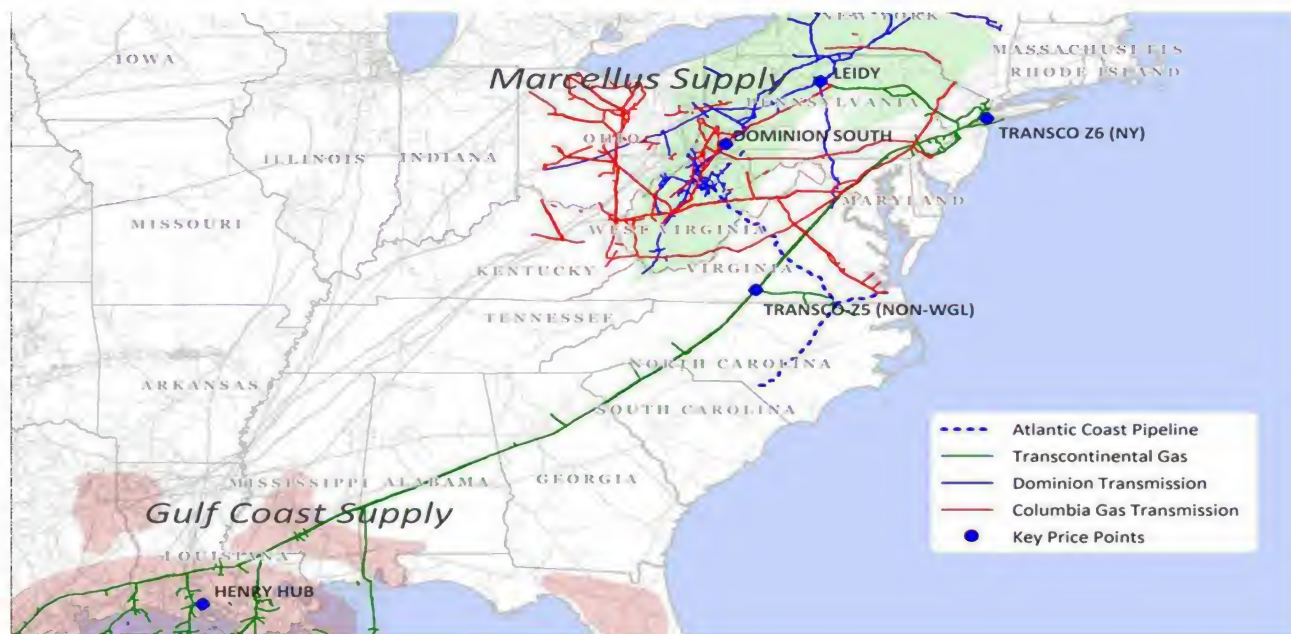 NEW YORK
MASSACHUSETTS
IOWA
Marcellus Supply
LEIDY
RHODE ISLAND
PENNSYLVANIA
TRANSCO Z6 (NY)
OHIO
DOMINION SOUTH
ILLINOIS
INDIANA
MARYLAND
MISSOURI
WEST VIRGINIA
KENTUCKY
VIRGINIA
TRANSCO Z5 (NON-WGL)
TENNESSEE
NORTH CAROLINA
ARKANSAS
SOUTH CAROLINA
Atlantic Coast Pipeline
Transcontinental Gas
MISSISSIPPI
ALABAMA
GEORGIA
Dominion Transmission
Gulf Coast Supply
Columbia Gas Transmission
Key Price Points
LOUISIANA
HENRY HUB